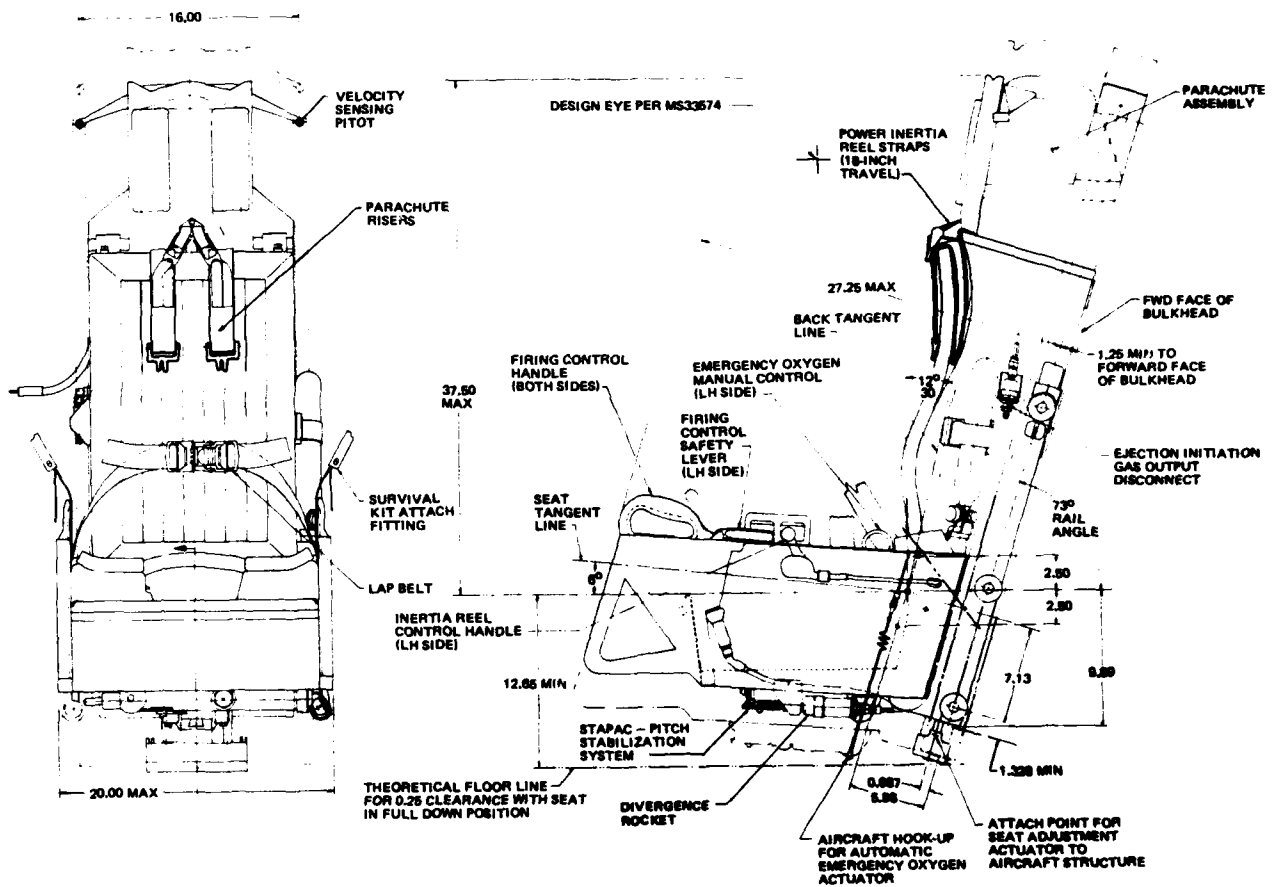 16.00
VELOCITY
SENSING
PITOT
PARACHUTE
RISERS
SURVIVAL
KIT ATTACH
FITTING
LAP BELT
20.00 MAX
DESIGN EYE PER MS33574
PARACHUTE
ASSEMBLY
POWER INERTIA
REEL STRAPS
(18-INCH
TRAVEL)
27.25 MAX
BACK TANGENT
LINE
FWD FACE OF
BULKHEAD
1.25 MIN TO
FORWARD FACE
OF BULKHEAD
FIRING CONTROL
HANDLE
(BOTH SIDES)
EMERGENCY OXYGEN
MANUAL CONTROL
(LH SIDE)
12°
30
37.50
MAX
FIRING
CONTROL
SAFETY
LEVER
(LH SIDE)
EJECTION INITIATION
GAS OUTPUT
DISCONNECT
SEAT
TANGENT
LINE
73°
RAIL
ANGLE
6°
2.50
2.50
INERTIA REEL
CONTROL HANDLE
(LH SIDE)
12.65 MIN
7.13
STAPAC – PITCH
STABILIZATION
SYSTEM
MIN
THEORETICAL FLOOR LINE
FOR 0.25 CLEARANCE WITH SEAT
IN FULL DOWN POSITION
DIVERGENCE
ROCKET
AIRCRAFT HOOK-UP
FOR AUTOMATIC
EMERGENCY OXYGEN
ACTUATOR
ATTACH POINT FOR
SEAT ADJUSTMENT
ACTUATOR TO
AIRCRAFT STRUCTURE